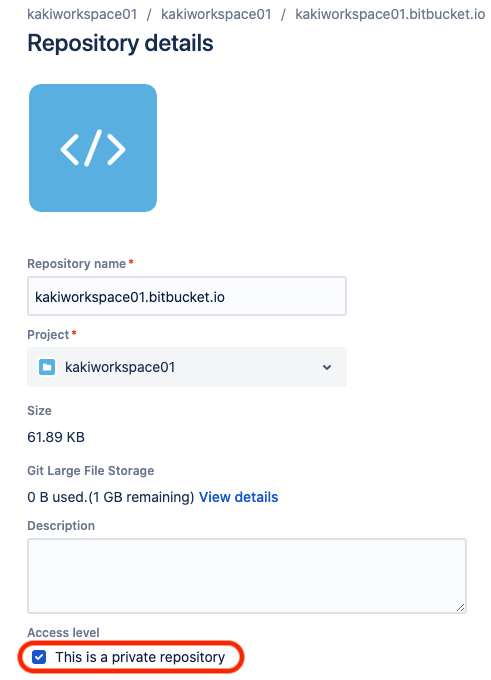 kakiworkspace01 / kakiworkspace01 / kakiworkspace01.bitbucket.io
Repository details
</>
Repository name*
kakiworkspace01.bitbucket.io
Project*
kakiworkspace01
Size
61.89 KB
Git Large File Storage
0 B used.(1 GB remaining) View details
Description
Access level
This is a private repository